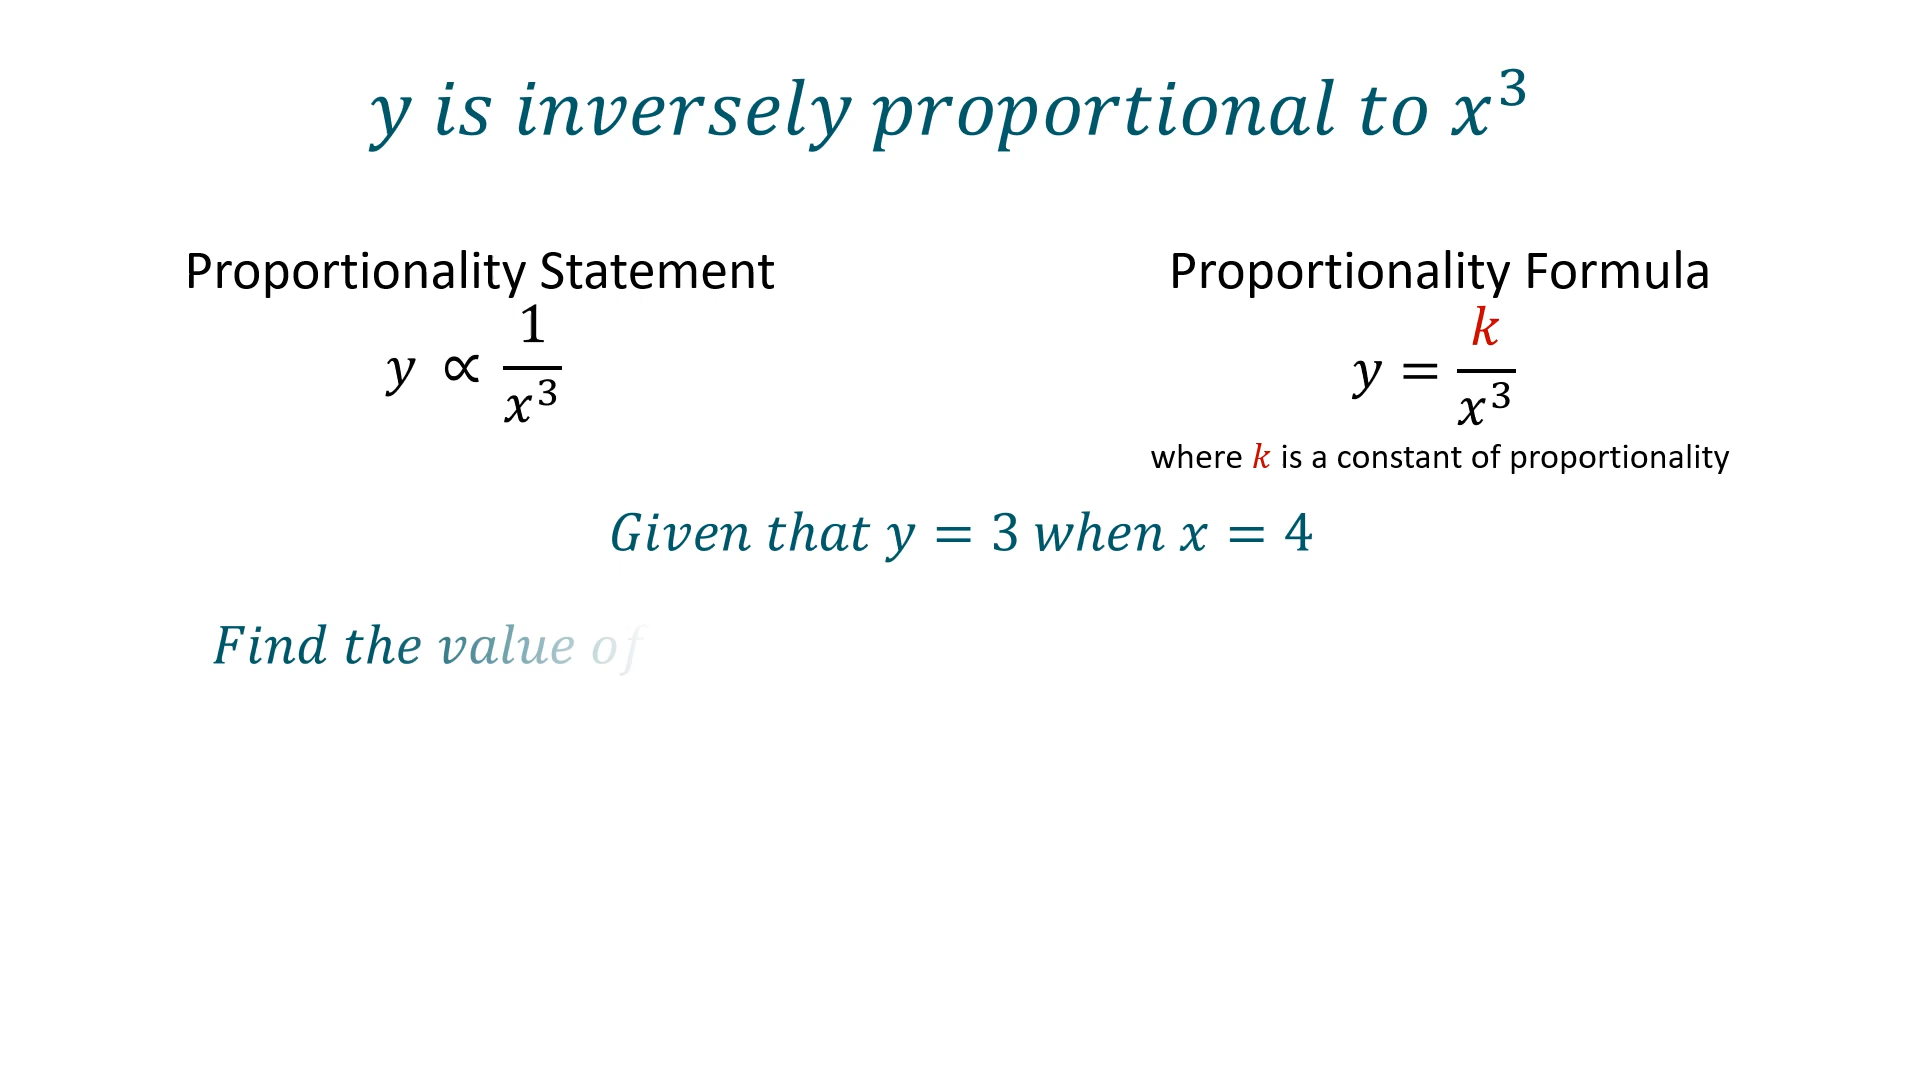 y is inversely proportional to x³
Proportionality Statement
y ∝ 1/x³
Proportionality Formula
y = k/x³
where k is a constant of proportionality
Given that y = 3 when x = 4
Find the value of